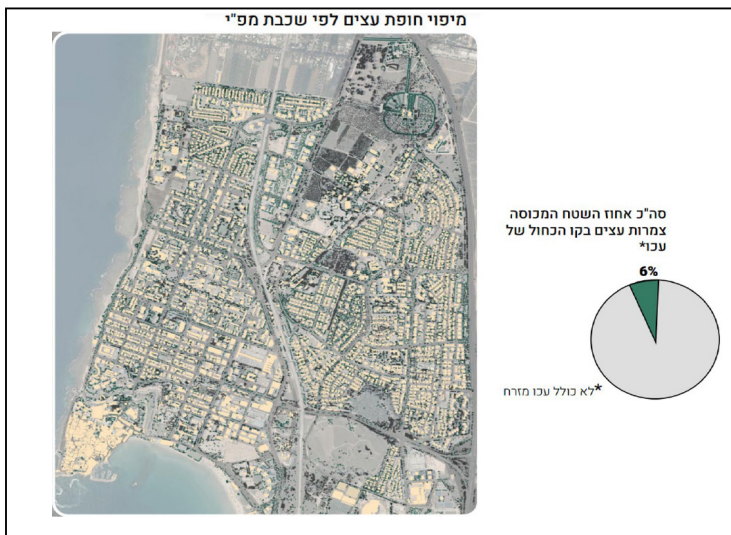 מיפוי חופת עצים לפי שכבת מפ"י
סה"כ אחוז השטח המכוסה
צמרות עצים בקו הכחול של
עכו*
6%
*לא כולל עכו מזרח